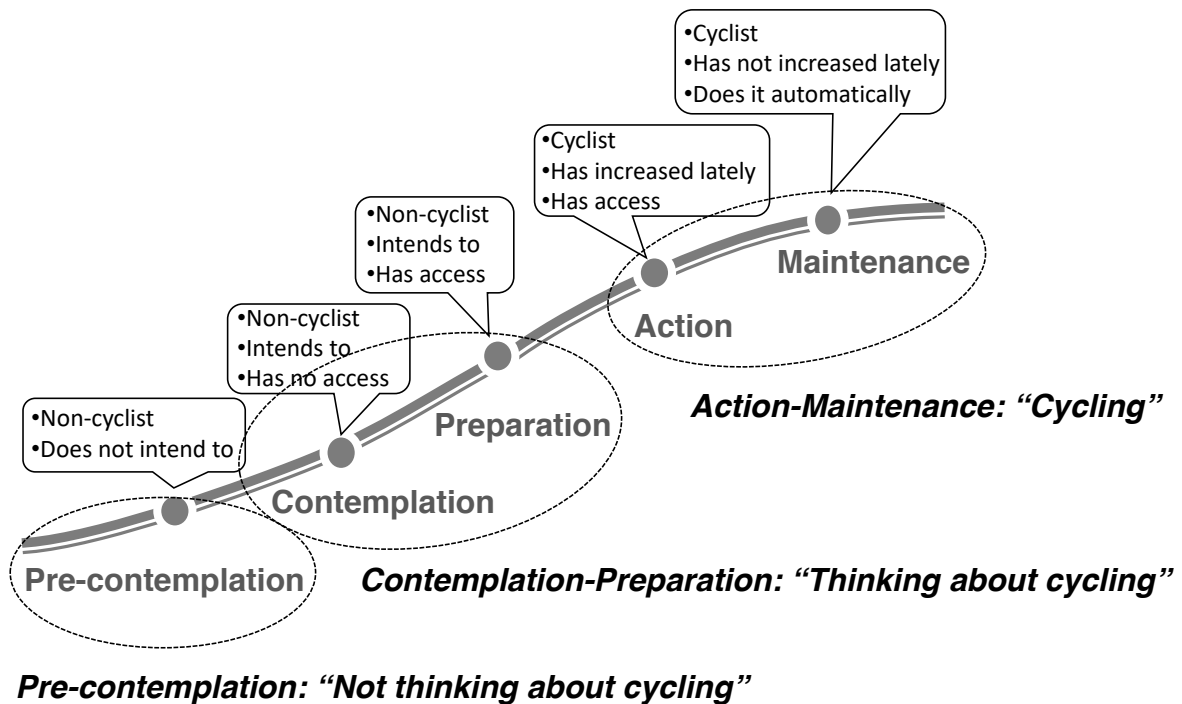 •Cyclist
•Has not increased lately
•Does it automatically
•Cyclist
•Has increased lately
•Has access
•Non-cyclist
•Intends to
•Has access
•Non-cyclist
•Intends to
•Has no access
•Non-cyclist
•Does not intend to
Maintenance
Action
Preparation
Contemplation
Pre-contemplation
Action-Maintenance: “Cycling”
Contemplation-Preparation: “Thinking about cycling”
Pre-contemplation: “Not thinking about cycling”